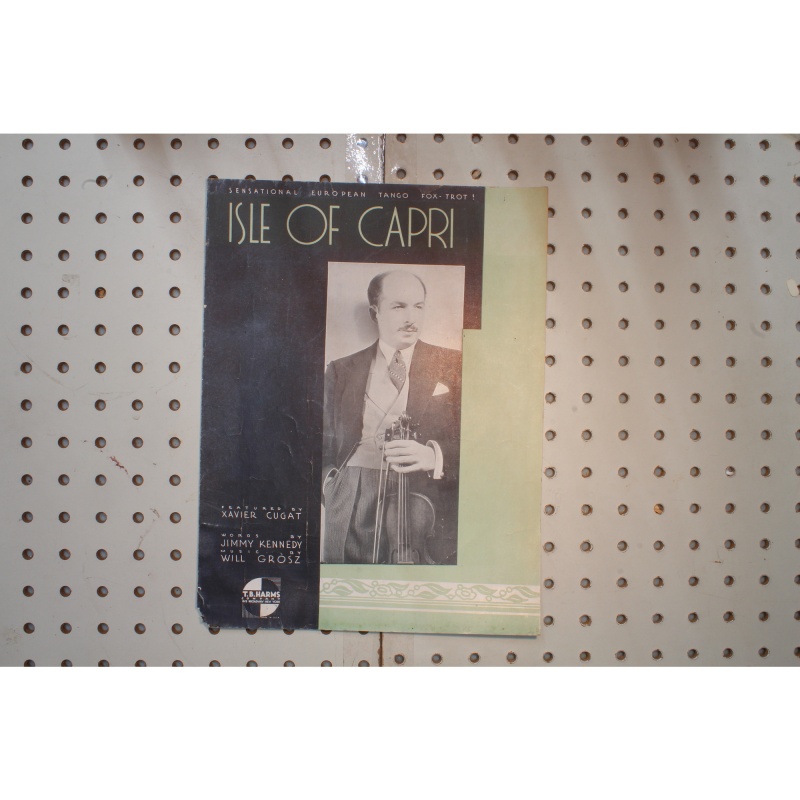 SENSATIONAL EUROPEAN TANGO FOX-TROT!
ISLE OF CAPRI
FEATURED BY
XAVIER CUGAT
WORDS BY
JIMMY KENNEDY
MUSIC BY
WILL GROSZ
T.B. HARMS
COMPANY